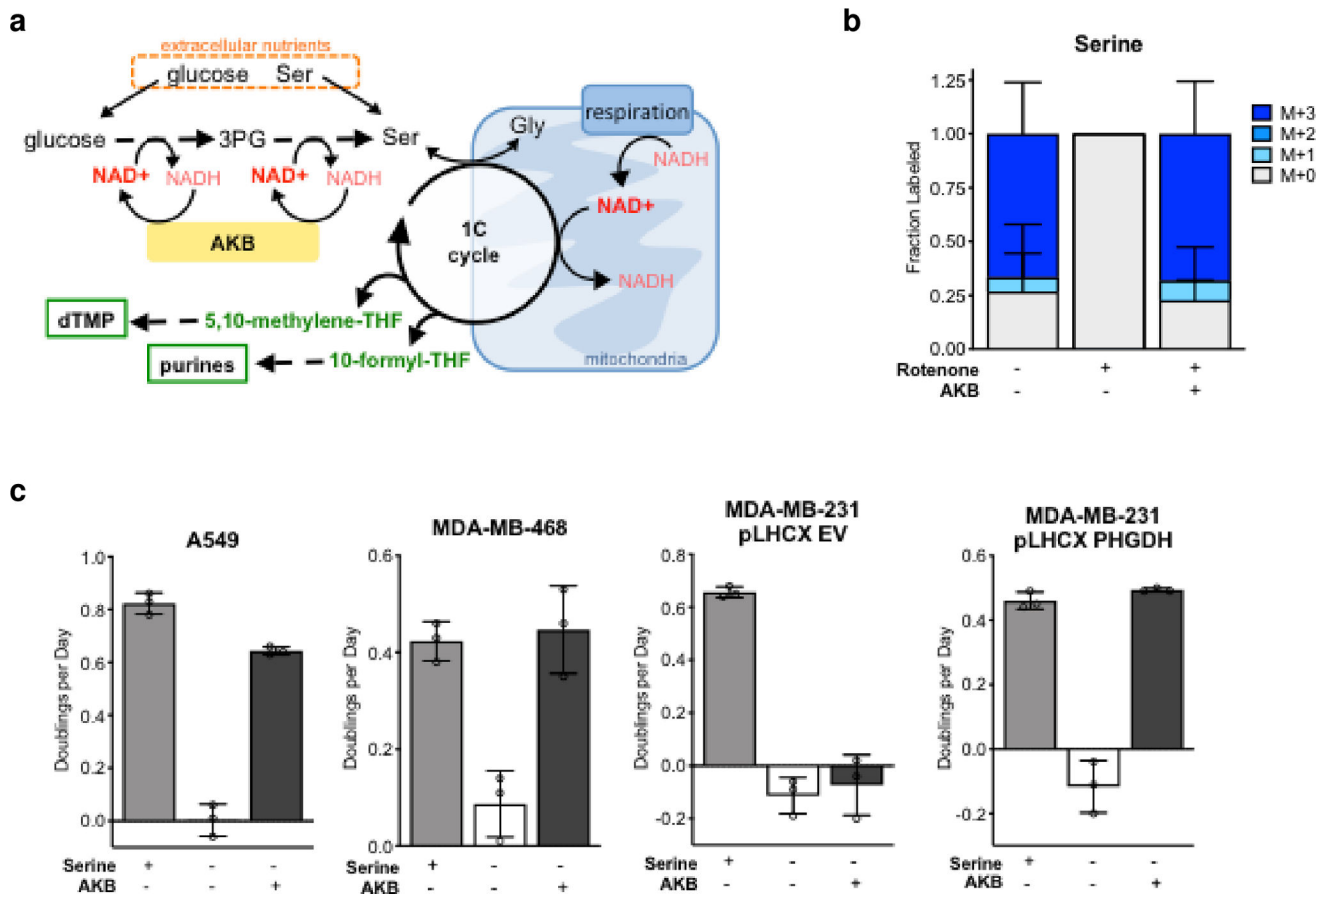 a
extracellular nutrients
glucose Ser
glucose 3PG Ser Gly
NAD+ NADH NAD+ NADH
AKB
respiration
NADH
NAD+
1C
cycle
NADH
dTMP 5,10-methylene-THF
purines 10-formyl-THF
mitochondria
b
Serine
Fraction Labeled
1.25
1.00
0.75
0.50
0.25
0.00
M+3
M+2
M+1
M+0
Rotenone - + +
AKB - - +
c
A549
Doublings per Day
1.0
0.8
0.6
0.4
0.2
0.0
Serine + - -
AKB - - +
MDA-MB-468
Doublings per Day
0.6
0.4
0.2
0.0
Serine + - -
AKB - - +
MDA-MB-231
pLHCX EV
Doublings per Day
0.8
0.6
0.4
0.2
0.0
-0.2
Serine + - -
AKB - - +
MDA-MB-231
pLHCX PHGDH
Doublings per Day
0.6
0.4
0.2
0.0
-0.2
Serine + - -
AKB - - +